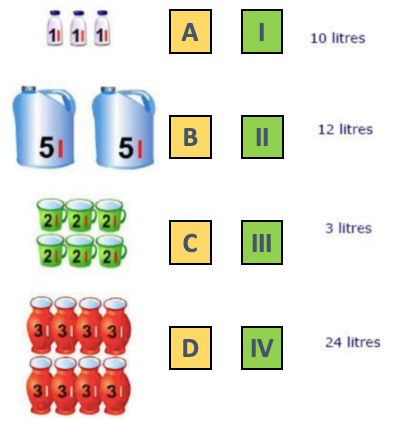 1l 1l 1l A I 10 litres
5l 5l B II 12 litres
2l 2l 2l
2l 2l 2l C III 3 litres
3l 3l 3l 3l
3l 3l 3l 3l D IV 24 litres